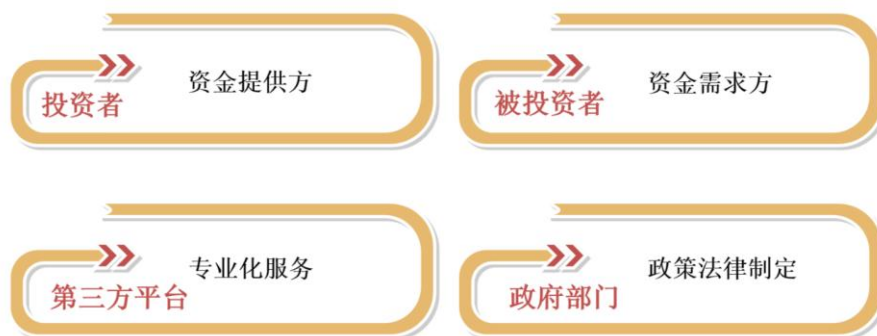 资金提供方
投资者
资金需求方
被投资者
专业化服务
第三方平台
政策法律制定
政府部门